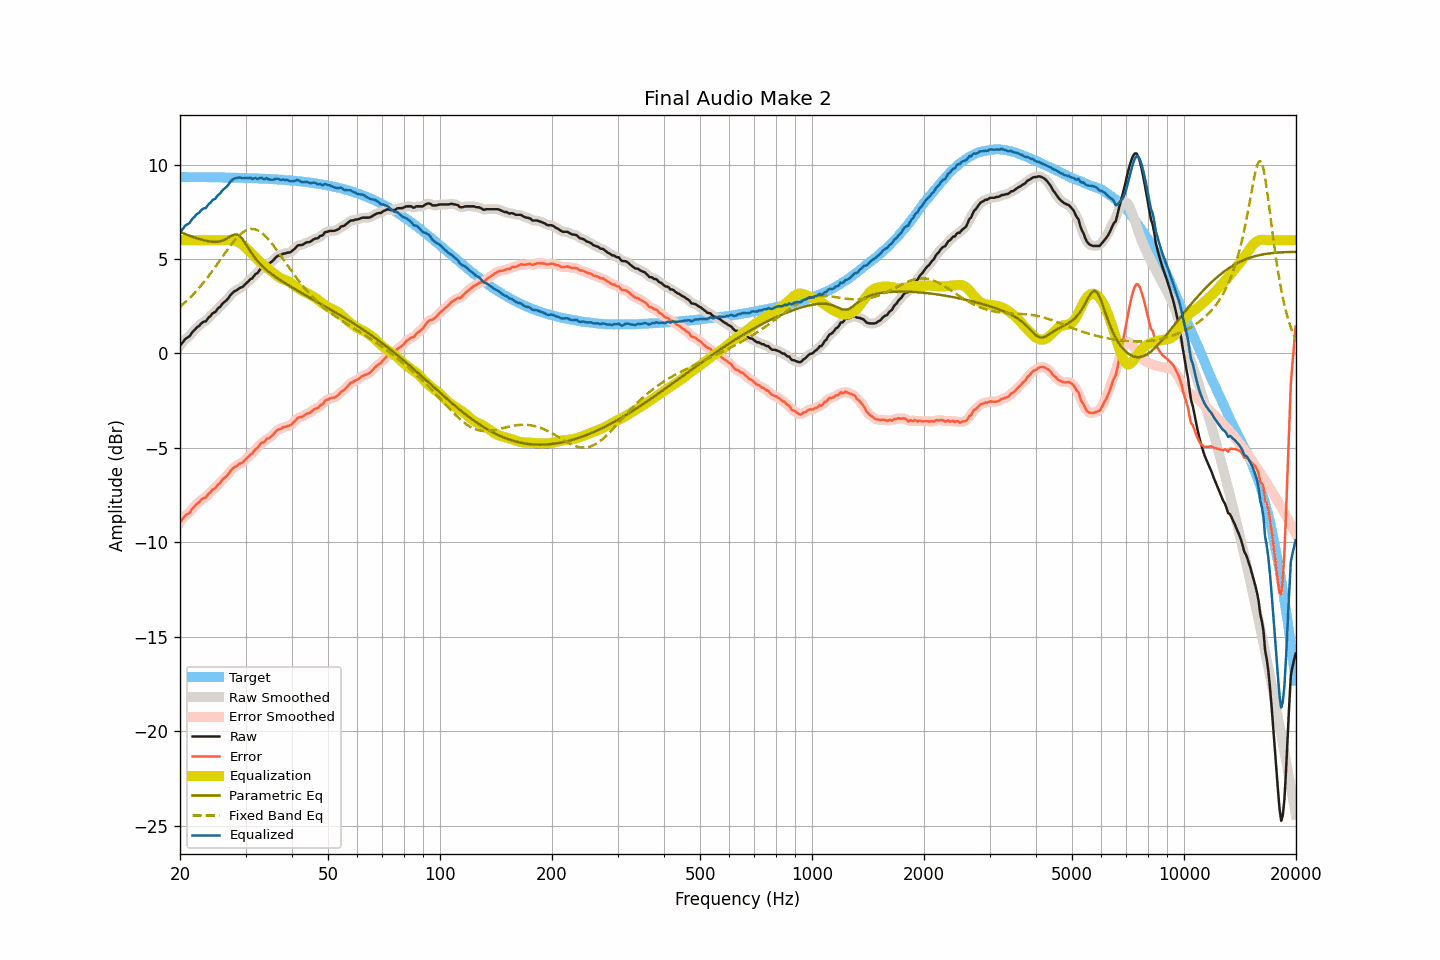 Final Audio Make 2
Amplitude (dBr)
10
5
0
−5
−10
−15
−20
−25
Target
Raw Smoothed
Error Smoothed
Raw
Error
Equalization
Parametric Eq
Fixed Band Eq
Equalized
20 50 100 200 500 1000 2000 5000 10000 20000
Frequency (Hz)